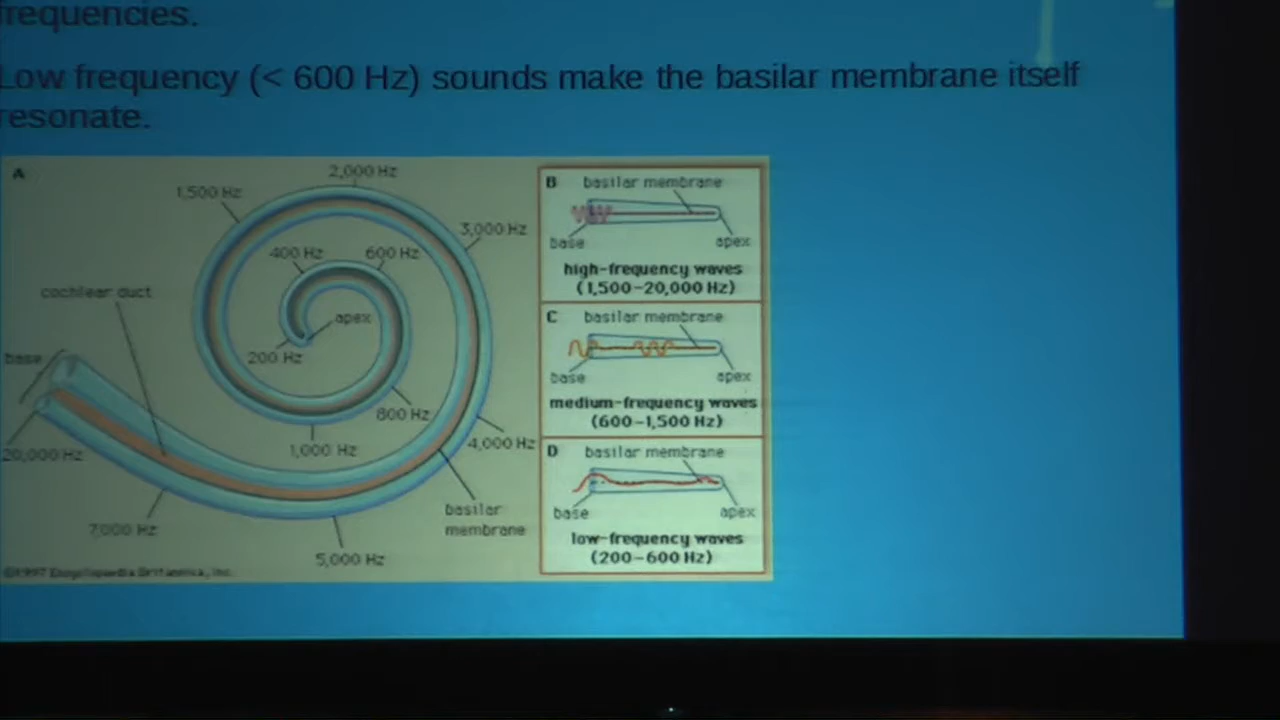 frequencies.
Low frequency (< 600 Hz) sounds make the basilar membrane itself
resonate.
A
2,000 Hz
1,500 Hz
3,000 Hz
400 Hz
600 Hz
cochlear duct
apex
base
200 Hz
800 Hz
20,000 Hz
1,000 Hz
4,000 Hz
basilar
membrane
7,000 Hz
5,000 Hz
©1997 Encyclopaedia Britannica, Inc.
B
basilar membrane
base
apex
high-frequency waves
(1,500–20,000 Hz)
C
basilar membrane
base
apex
medium-frequency waves
(600–1,500 Hz)
D
basilar membrane
base
apex
low-frequency waves
(200–600 Hz)